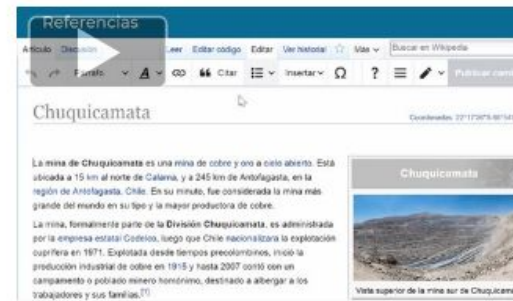 Referencias
Artículo Discusión Leer Editar código Editar Ver historial Más Buscar en Wikipedia
Párrafo A Citar Insertar Ω ? Publicar
Chuquicamata
Coordenadas:
La mina de Chuquicamata es una mina de cobre y oro a cielo abierto. Está
ubicada a 15 km al norte de Calama, y a 245 km de Antofagasta, en la
región de Antofagasta, Chile. En su minuto, fue considerada la mina más
grande del mundo en su tipo y la mayor productora de cobre.
La mina, formalmente parte de la División Chuquicamata, es administrada
por la empresa estatal Codelco, luego que Chile nacionalizara la explotación
cuprífera en 1971. Explotada desde tiempos precolombinos, inició la
producción industrial de cobre en 1915 y hasta 2007 contó con un
campamento o poblado minero homónimo, destinado a albergar a los
trabajadores y sus familias.[1]
Chuquicamata
Vista superior de la mina sur de Chuquicama